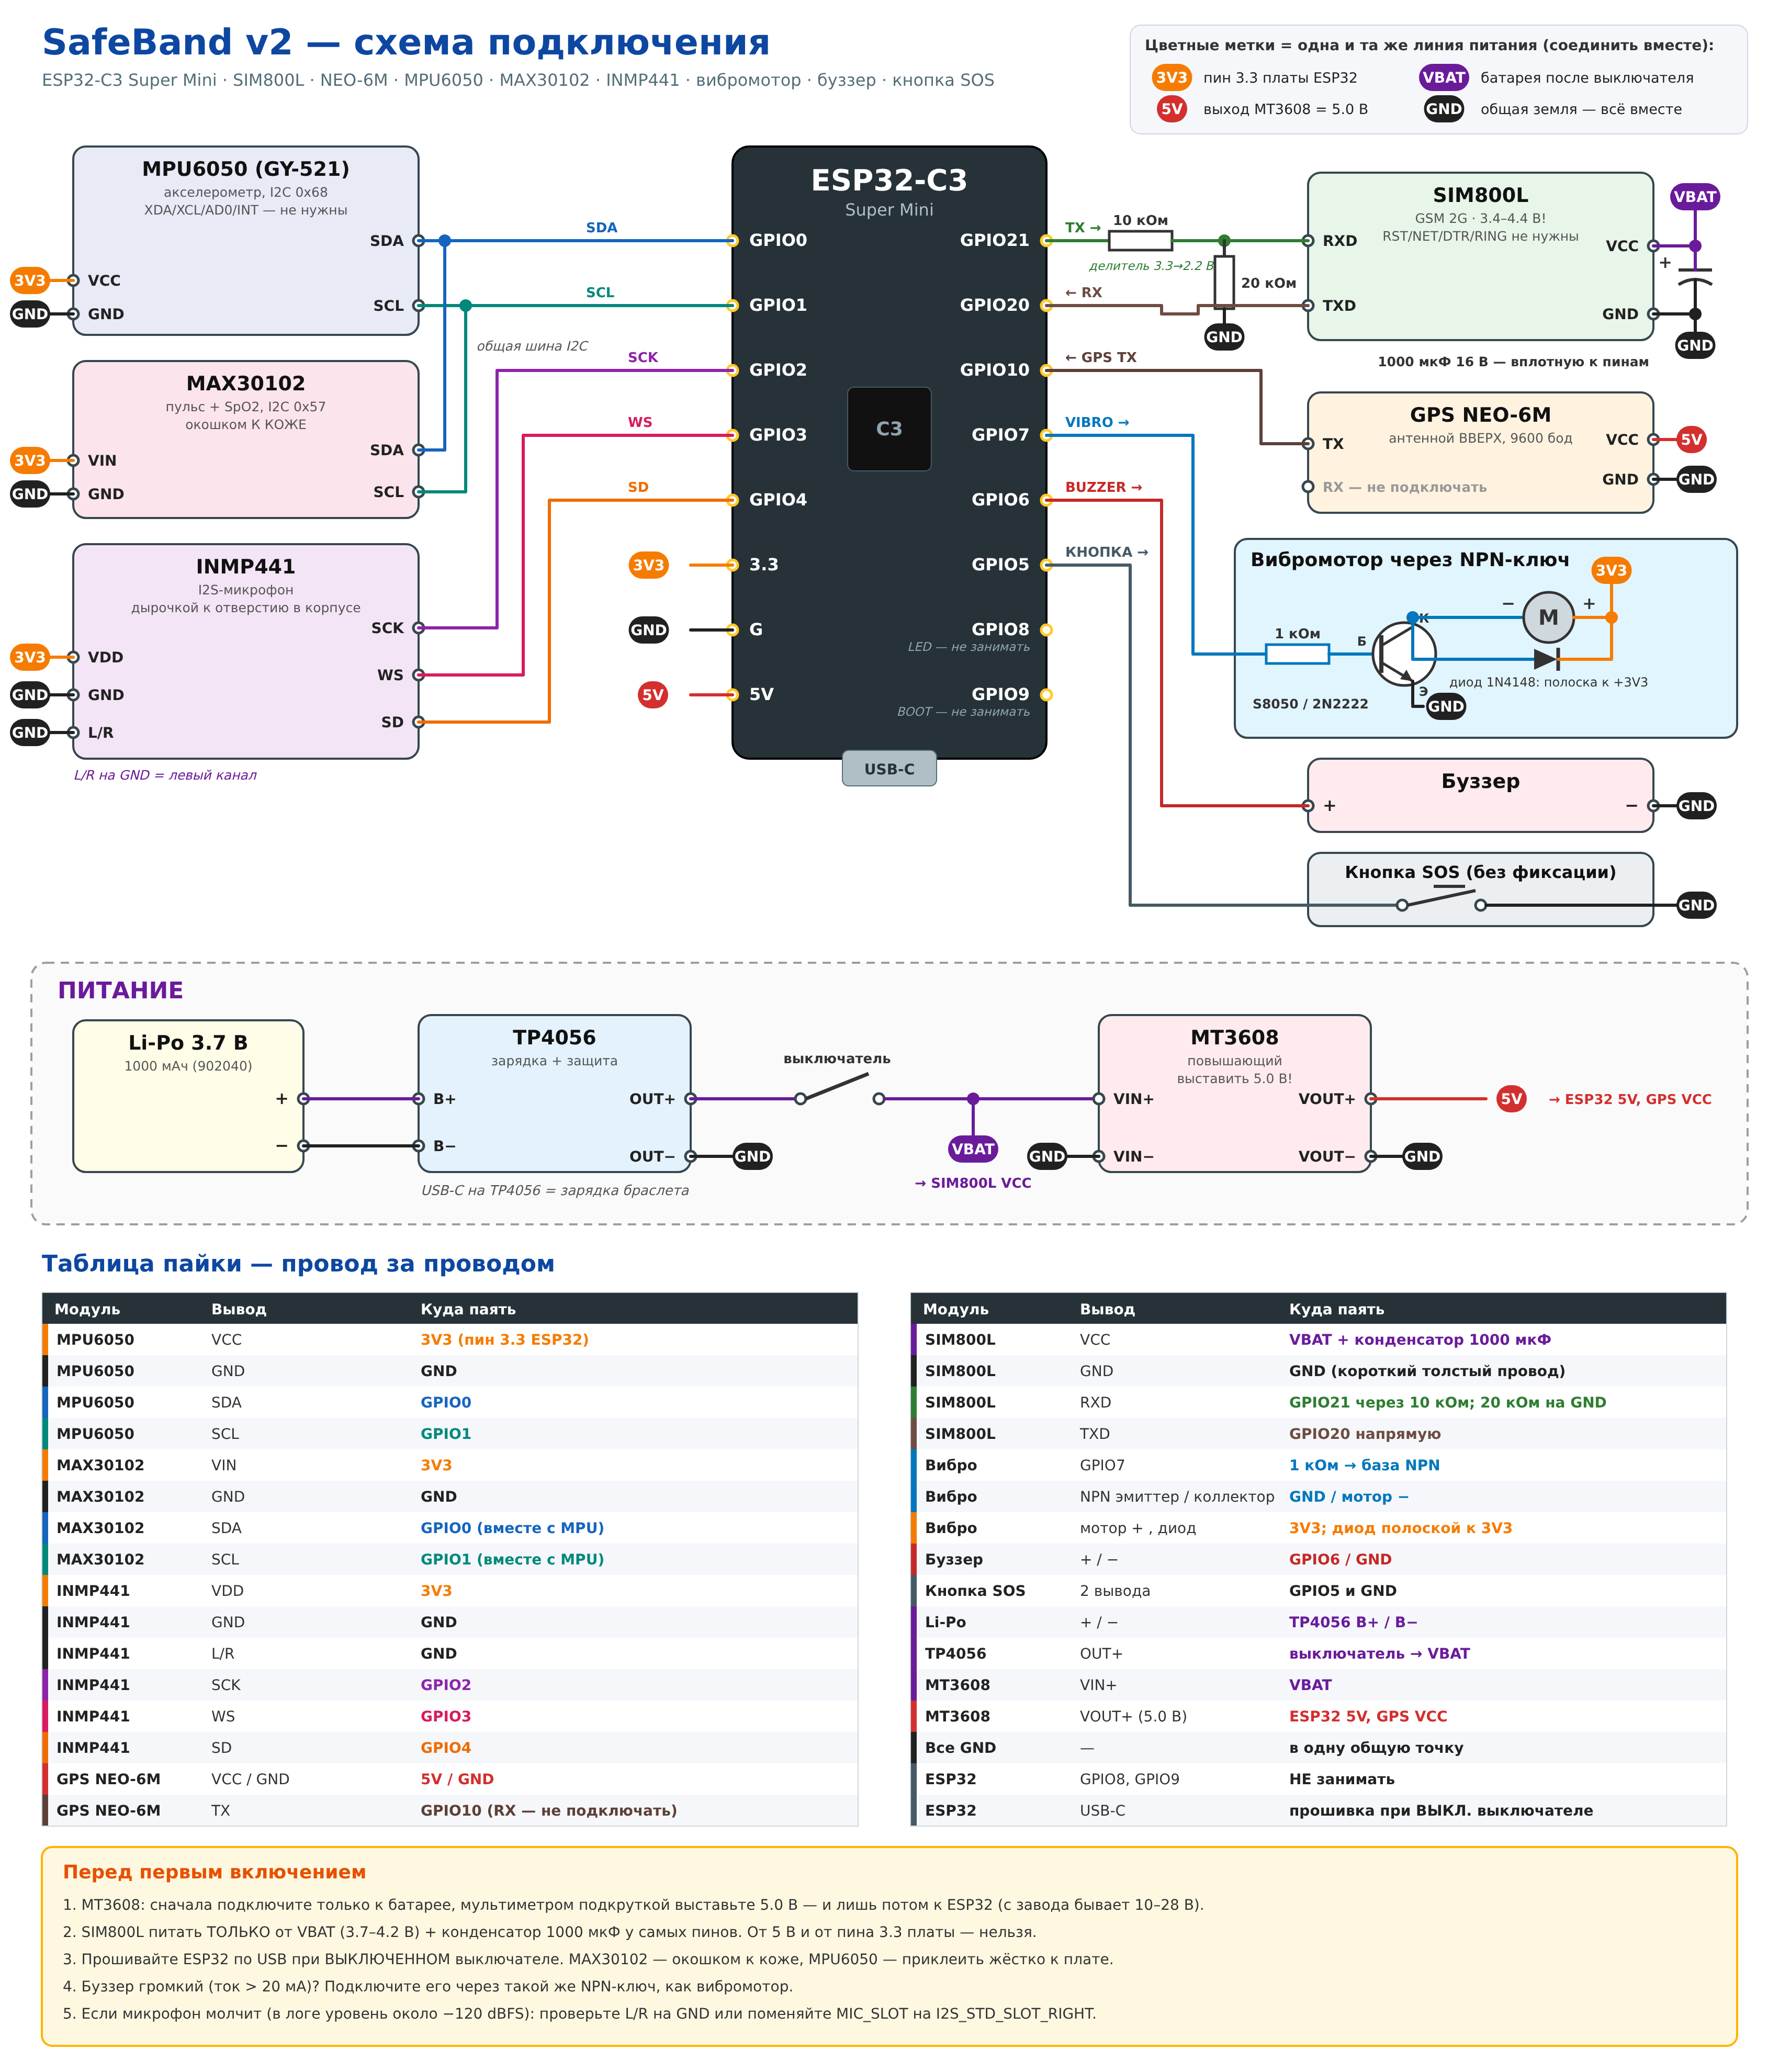 SafeBand v2 — схема подключения
ESP32-C3 Super Mini · SIM800L · NEO-6M · MPU6050 · MAX30102 · INMP441 · вибромотор · буззер · кнопка SOS
Цветные метки = одна и та же линия питания (соединить вместе):
3V3 пин 3.3 платы ESP32
VBAT батарея после выключателя
5V выход MT3608 = 5.0 В
GND общая земля — всё вместе
MPU6050 (GY-521)
акселерометр, I2C 0x68
XDA/XCL/AD0/INT — не нужны
SDA
3V3 VCC
SCL
GND GND
MAX30102
пульс + SpO2, I2C 0x57
окошком К КОЖЕ
SDA
3V3 VIN
SCL
GND GND
INMP441
I2S-микрофон
дырочкой к отверстию в корпусе
SCK
3V3 VDD
WS
GND GND
SD
GND L/R
L/R на GND = левый канал
SDA
SCL
общая шина I2C
SCK
WS
SD
3V3
GND
5V
ESP32-C3
Super Mini
GPIO0 GPIO21
GPIO1 GPIO20
GPIO2 GPIO10
C3
GPIO3 GPIO7
GPIO4 GPIO6
3.3 GPIO5
G GPIO8
LED — не занимать
5V GPIO9
BOOT — не занимать
USB-C
TX → 10 кОм
делитель 3.3→2.2 В
20 кОм
← RX
GND
← GPS TX
VIBRO →
BUZZER →
КНОПКА →
SIM800L
GSM 2G · 3.4–4.4 В!
RST/NET/DTR/RING не нужны
RXD VCC
TXD GND
VBAT
+
GND
1000 мкФ 16 В — вплотную к пинам
GPS NEO-6M
антенной ВВЕРХ, 9600 бод
TX VCC 5V
RX — не подключать GND GND
Вибромотор через NPN-ключ
3V3
− M +
К
1 кОм Б
диод 1N4148: полоска к +3V3
Э GND
S8050 / 2N2222
Буззер
+ − GND
Кнопка SOS (без фиксации)
GND
ПИТАНИЕ
Li-Po 3.7 В
1000 мАч (902040)
+
−
TP4056
зарядка + защита
B+ OUT+
B− OUT−
GND
USB-C на TP4056 = зарядка браслета
выключатель
VBAT
→ SIM800L VCC
GND
MT3608
повышающий
выставить 5.0 В!
VIN+ VOUT+
VIN− VOUT−
GND
5V → ESP32 5V, GPS VCC
Таблица пайки — провод за проводом
Модуль Вывод Куда паять
MPU6050 VCC 3V3 (пин 3.3 ESP32)
MPU6050 GND GND
MPU6050 SDA GPIO0
MPU6050 SCL GPIO1
MAX30102 VIN 3V3
MAX30102 GND GND
MAX30102 SDA GPIO0 (вместе с MPU)
MAX30102 SCL GPIO1 (вместе с MPU)
INMP441 VDD 3V3
INMP441 GND GND
INMP441 L/R GND
INMP441 SCK GPIO2
INMP441 WS GPIO3
INMP441 SD GPIO4
GPS NEO-6M VCC / GND 5V / GND
GPS NEO-6M TX GPIO10 (RX — не подключать)
Модуль Вывод Куда паять
SIM800L VCC VBAT + конденсатор 1000 мкФ
SIM800L GND GND (короткий толстый провод)
SIM800L RXD GPIO21 через 10 кОм; 20 кОм на GND
SIM800L TXD GPIO20 напрямую
Вибро GPIO7 1 кОм → база NPN
Вибро NPN эмиттер / коллектор GND / мотор −
Вибро мотор + , диод 3V3; диод полоской к 3V3
Буззер + / − GPIO6 / GND
Кнопка SOS 2 вывода GPIO5 и GND
Li-Po + / − TP4056 B+ / B−
TP4056 OUT+ выключатель → VBAT
MT3608 VIN+ VBAT
MT3608 VOUT+ (5.0 В) ESP32 5V, GPS VCC
Все GND — в одну общую точку
ESP32 GPIO8, GPIO9 НЕ занимать
ESP32 USB-C прошивка при ВЫКЛ. выключателе
Перед первым включением
1. MT3608: сначала подключите только к батарее, мультиметром подкруткой выставьте 5.0 В — и лишь потом к ESP32 (с завода бывает 10–28 В).
2. SIM800L питать ТОЛЬКО от VBAT (3.7–4.2 В) + конденсатор 1000 мкФ у самых пинов. От 5 В и от пина 3.3 платы — нельзя.
3. Прошивайте ESP32 по USB при ВЫКЛЮЧЕННОМ выключателе. MAX30102 — окошком к коже, MPU6050 — приклеить жёстко к плате.
4. Буззер громкий (ток > 20 мА)? Подключите его через такой же NPN-ключ, как вибромотор.
5. Если микрофон молчит (в логе уровень около −120 dBFS): проверьте L/R на GND или поменяйте MIC_SLOT на I2S_STD_SLOT_RIGHT.